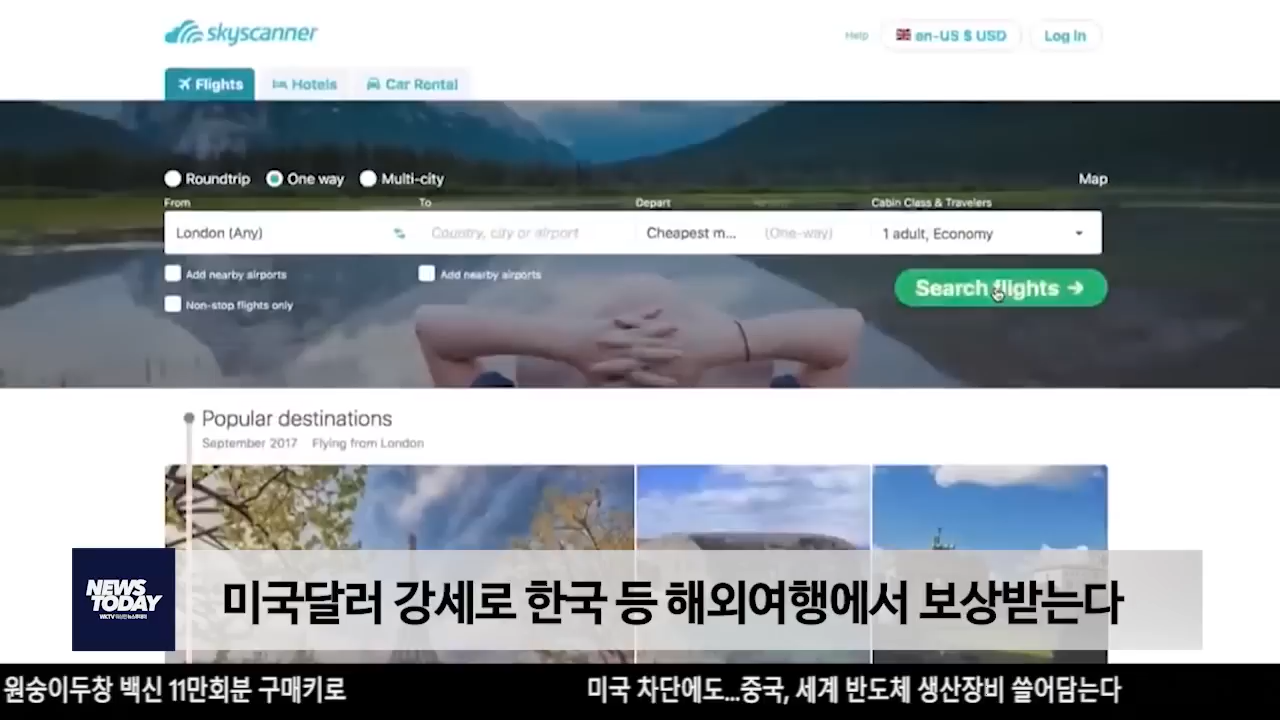 skyscanner
Help en-US $ USD Log In
Flights Hotels Car Rental
Roundtrip One way Multi-city Map
From To Depart Cabin Class & Travelers
London (Any) Country, city or airport Cheapest m... (One-way) 1 adult, Economy
Add nearby airports Add nearby airports
Search flights
Non-stop flights only
Popular destinations
September 2017 Flying from London
NEWS
TODAY
미국달러 강세로 한국 등 해외여행에서 보상받는다
원숭이두창 백신 11만회분 구매키로 미국 차단에도...중국, 세계 반도체 생산장비 쓸어담는다